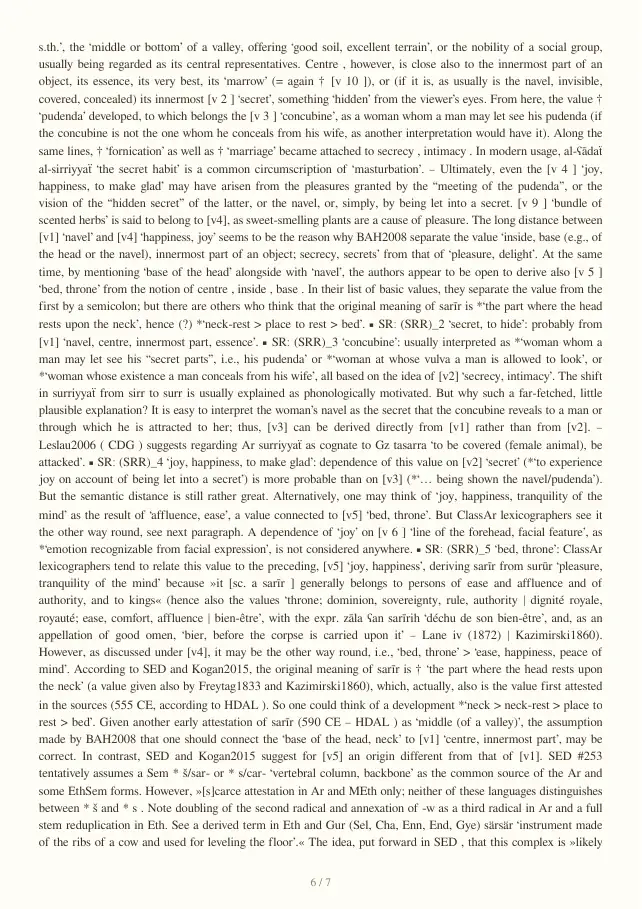 s.th.’, the ‘middle or bottom’ of a valley, offering ‘good soil, excellent terrain’, or the nobility of a social group,
usually being regarded as its central representatives. Centre , however, is close also to the innermost part of an
object, its essence, its very best, its ‘marrow’ (= again † [v 10 ]), or (if it is, as usually is the navel, invisible,
covered, concealed) its innermost [v 2 ] ‘secret’, something ‘hidden’ from the viewer’s eyes. From here, the value †
‘pudenda’ developed, to which belongs the [v 3 ] ‘concubine’, as a woman whom a man may let see his pudenda (if
the concubine is not the one whom he conceals from his wife, as another interpretation would have it). Along the
same lines, † ‘fornication’ as well as † ‘marriage’ became attached to secrecy , intimacy . In modern usage, al-ʕādaẗ
al-sirriyyaẗ ‘the secret habit’ is a common circumscription of ‘masturbation’. – Ultimately, even the [v 4 ] ‘joy,
happiness, to make glad’ may have arisen from the pleasures granted by the “meeting of the pudenda”, or the
vision of the “hidden secret” of the latter, or the navel, or, simply, by being let into a secret. [v 9 ] ‘bundle of
scented herbs’ is said to belong to [v4], as sweet-smelling plants are a cause of pleasure. The long distance between
[v1] ‘navel’ and [v4] ‘happiness, joy’ seems to be the reason why BAH2008 separate the value ‘inside, base (e.g., of
the head or the navel), innermost part of an object; secrecy, secrets’ from that of ‘pleasure, delight’. At the same
time, by mentioning ‘base of the head’ alongside with ‘navel’, the authors appear to be open to derive also [v 5 ]
‘bed, throne’ from the notion of centre , inside , base . In their list of basic values, they separate the value from the
first by a semicolon; but there are others who think that the original meaning of sarīr is *‘the part where the head
rests upon the neck’, hence (?) *‘neck-rest > place to rest > bed’. ▪ SR: (SRR)_2 ‘secret, to hide’: probably from
[v1] ‘navel, centre, innermost part, essence’. ▪ SR: (SRR)_3 ‘concubine’: usually interpreted as *‘woman whom a
man may let see his “secret parts”, i.e., his pudenda’ or *‘woman at whose vulva a man is allowed to look’, or
*‘woman whose existence a man conceals from his wife’, all based on the idea of [v2] ‘secrecy, intimacy’. The shift
in surriyyaẗ from sirr to surr is usually explained as phonologically motivated. But why such a far-fetched, little
plausible explanation? It is easy to interpret the woman’s navel as the secret that the concubine reveals to a man or
through which he is attracted to her; thus, [v3] can be derived directly from [v1] rather than from [v2]. –
Leslau2006 ( CDG ) suggests regarding Ar surriyyaẗ as cognate to Gz tasarra ‘to be covered (female animal), be
attacked’. ▪ SR: (SRR)_4 ‘joy, happiness, to make glad’: dependence of this value on [v2] ‘secret’ (*‘to experience
joy on account of being let into a secret’) is more probable than on [v3] (*‘… being shown the navel/pudenda’).
But the semantic distance is still rather great. Alternatively, one may think of ‘joy, happiness, tranquility of the
mind’ as the result of ‘affluence, ease’, a value connected to [v5] ‘bed, throne’. But ClassAr lexicographers see it
the other way round, see next paragraph. A dependence of ‘joy’ on [v 6 ] ‘line of the forehead, facial feature’, as
*‘emotion recognizable from facial expression’, is not considered anywhere. ▪ SR: (SRR)_5 ‘bed, throne’: ClassAr
lexicographers tend to relate this value to the preceding, [v5] ‘joy, happiness’, deriving sarīr from surūr ‘pleasure,
tranquility of the mind’ because »it [sc. a sarīr ] generally belongs to persons of ease and affluence and of
authority, and to kings« (hence also the values ‘throne; dominion, sovereignty, rule, authority | dignité royale,
royauté; ease, comfort, affluence | bien-être’, with the expr. zāla ʕan sarīrih ‘déchu de son bien-être’, and, as an
appellation of good omen, ‘bier, before the corpse is carried upon it’ – Lane iv (1872) | Kazimirski1860).
However, as discussed under [v4], it may be the other way round, i.e., ‘bed, throne’ > ‘ease, happiness, peace of
mind’. According to SED and Kogan2015, the original meaning of sarīr is † ‘the part where the head rests upon
the neck’ (a value given also by Freytag1833 and Kazimirski1860), which, actually, also is the value first attested
in the sources (555 CE, according to HDAL ). So one could think of a development *‘neck > neck-rest > place to
rest > bed’. Given another early attestation of sarīr (590 CE – HDAL ) as ‘middle (of a valley)’, the assumption
made by BAH2008 that one should connect the ‘base of the head, neck’ to [v1] ‘centre, innermost part’, may be
correct. In contrast, SED and Kogan2015 suggest for [v5] an origin different from that of [v1]. SED #253
tentatively assumes a Sem * š/sar- or * s/car- ‘vertebral column, backbone’ as the common source of the Ar and
some EthSem forms. However, »[s]carce attestation in Ar and MEth only; neither of these languages distinguishes
between * š and * s . Note doubling of the second radical and annexation of -w as a third radical in Ar and a full
stem reduplication in Eth. See a derived term in Eth and Gur (Sel, Cha, Enn, End, Gye) särsär ‘instrument made
of the ribs of a cow and used for leveling the floor’.« The idea, put forward in SED , that this complex is »likely
6 / 7